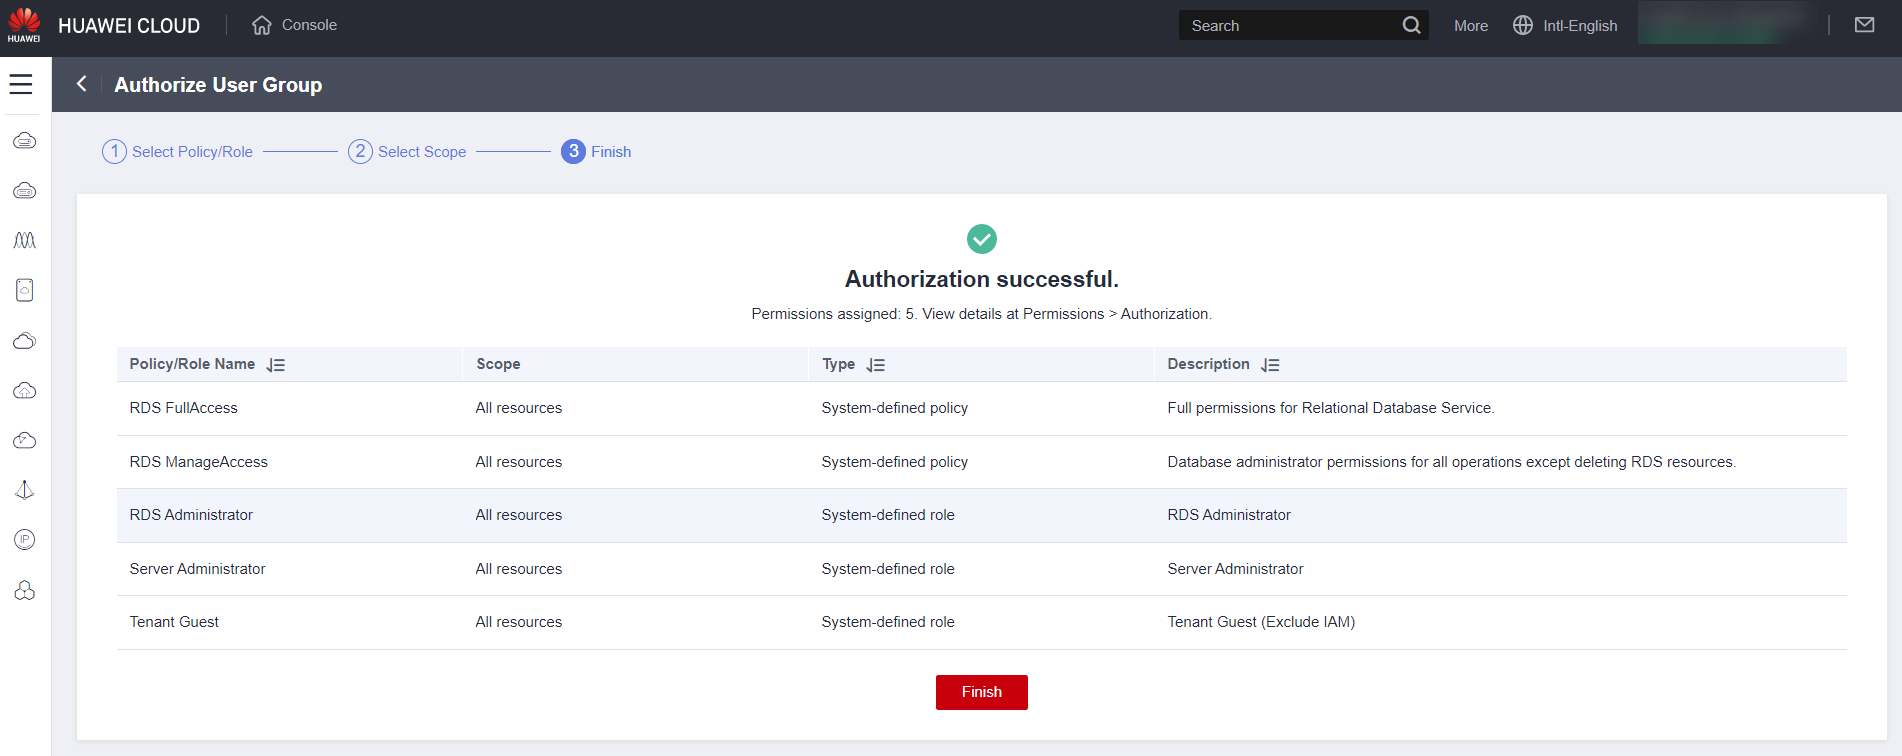 HUAWEI
HUAWEI CLOUD
Console
Search
More
Intl-English
Authorize User Group
1 Select Policy/Role
2 Select Scope
3 Finish
Authorization successful.
Permissions assigned: 5. View details at Permissions > Authorization.
Policy/Role Name Scope Type Description
RDS FullAccess All resources System-defined policy Full permissions for Relational Database Service.
RDS ManageAccess All resources System-defined policy Database administrator permissions for all operations except deleting RDS resources.
RDS Administrator All resources System-defined role RDS Administrator
Server Administrator All resources System-defined role Server Administrator
Tenant Guest All resources System-defined role Tenant Guest (Exclude IAM)
IP
Finish